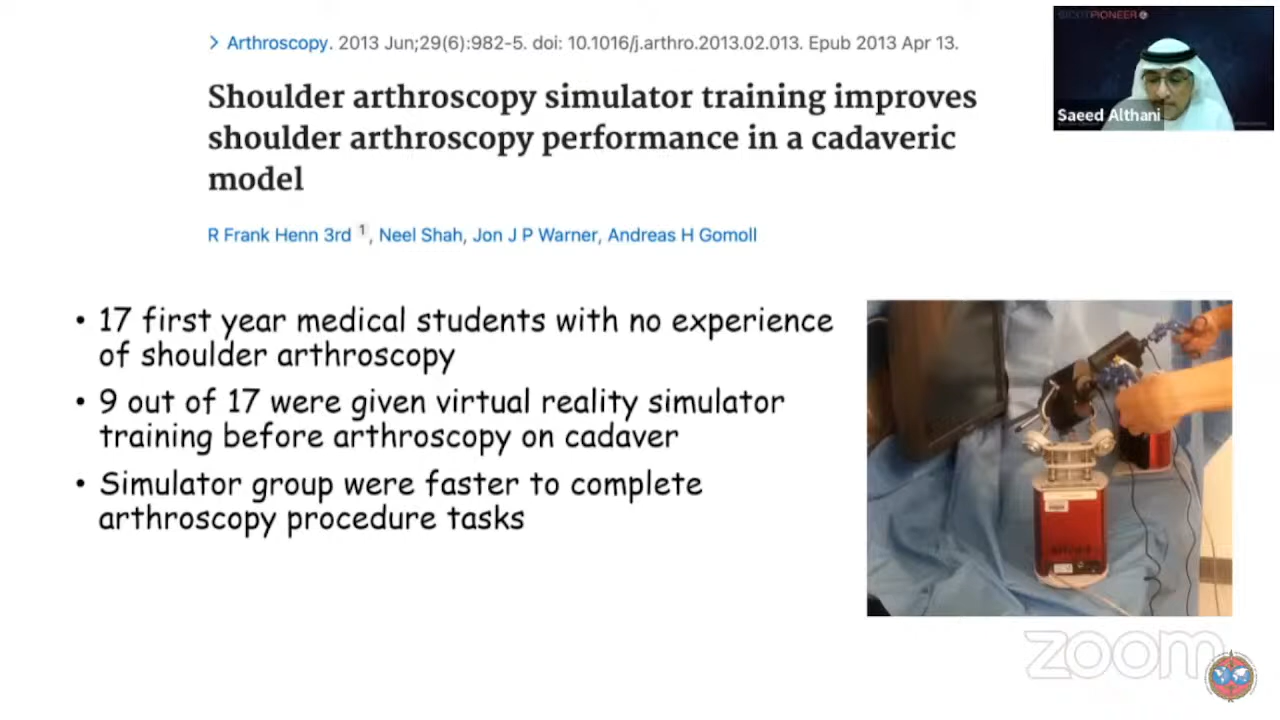 > Arthroscopy. 2013 Jun;29(6):982-5. doi: 10.1016/j.arthro.2013.02.013. Epub 2013 Apr 13.
Shoulder arthroscopy simulator training improves
shoulder arthroscopy performance in a cadaveric
model
R Frank Henn 3rd 1, Neel Shah, Jon J P Warner, Andreas H Gomoll
PIONEER
Saeed Althani
• 17 first year medical students with no experience
of shoulder arthroscopy
• 9 out of 17 were given virtual reality simulator
training before arthroscopy on cadaver
• Simulator group were faster to complete
arthroscopy procedure tasks
zoom